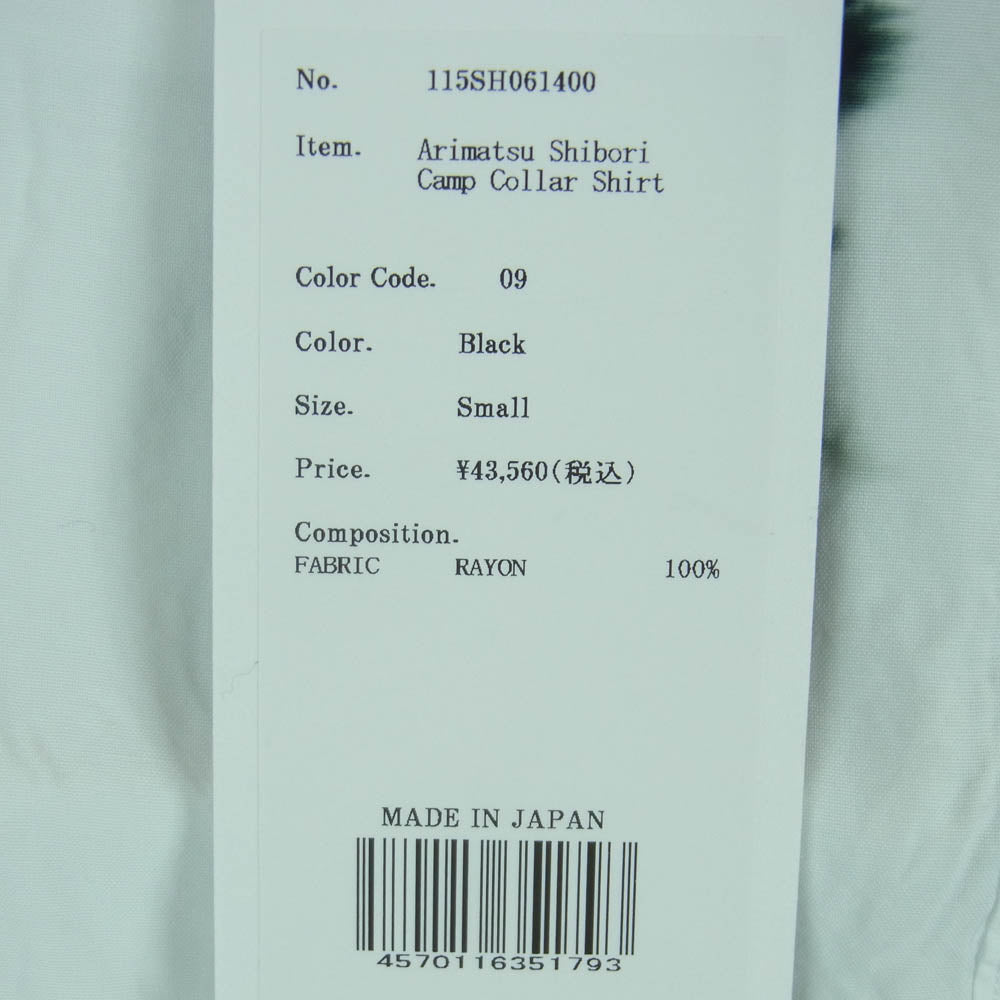 No. 115SH061400
Item. Arimatsu Shibori
Camp Collar Shirt
Color Code. 09
Color. Black
Size. Small
Price. ¥43,560(税込)
Composition.
FABRIC RAYON 100%
MADE IN JAPAN
4570116351793